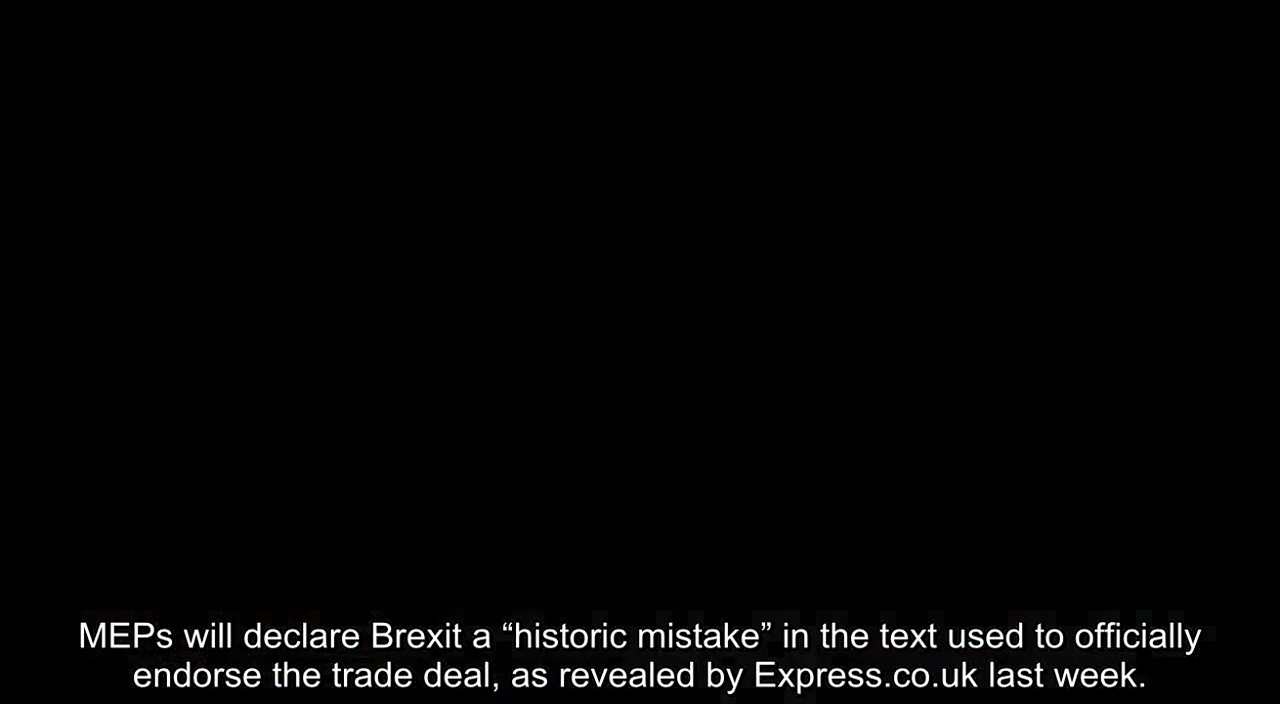 MEPs will declare Brexit a “historic mistake” in the text used to officially
endorse the trade deal, as revealed by Express.co.uk last week.